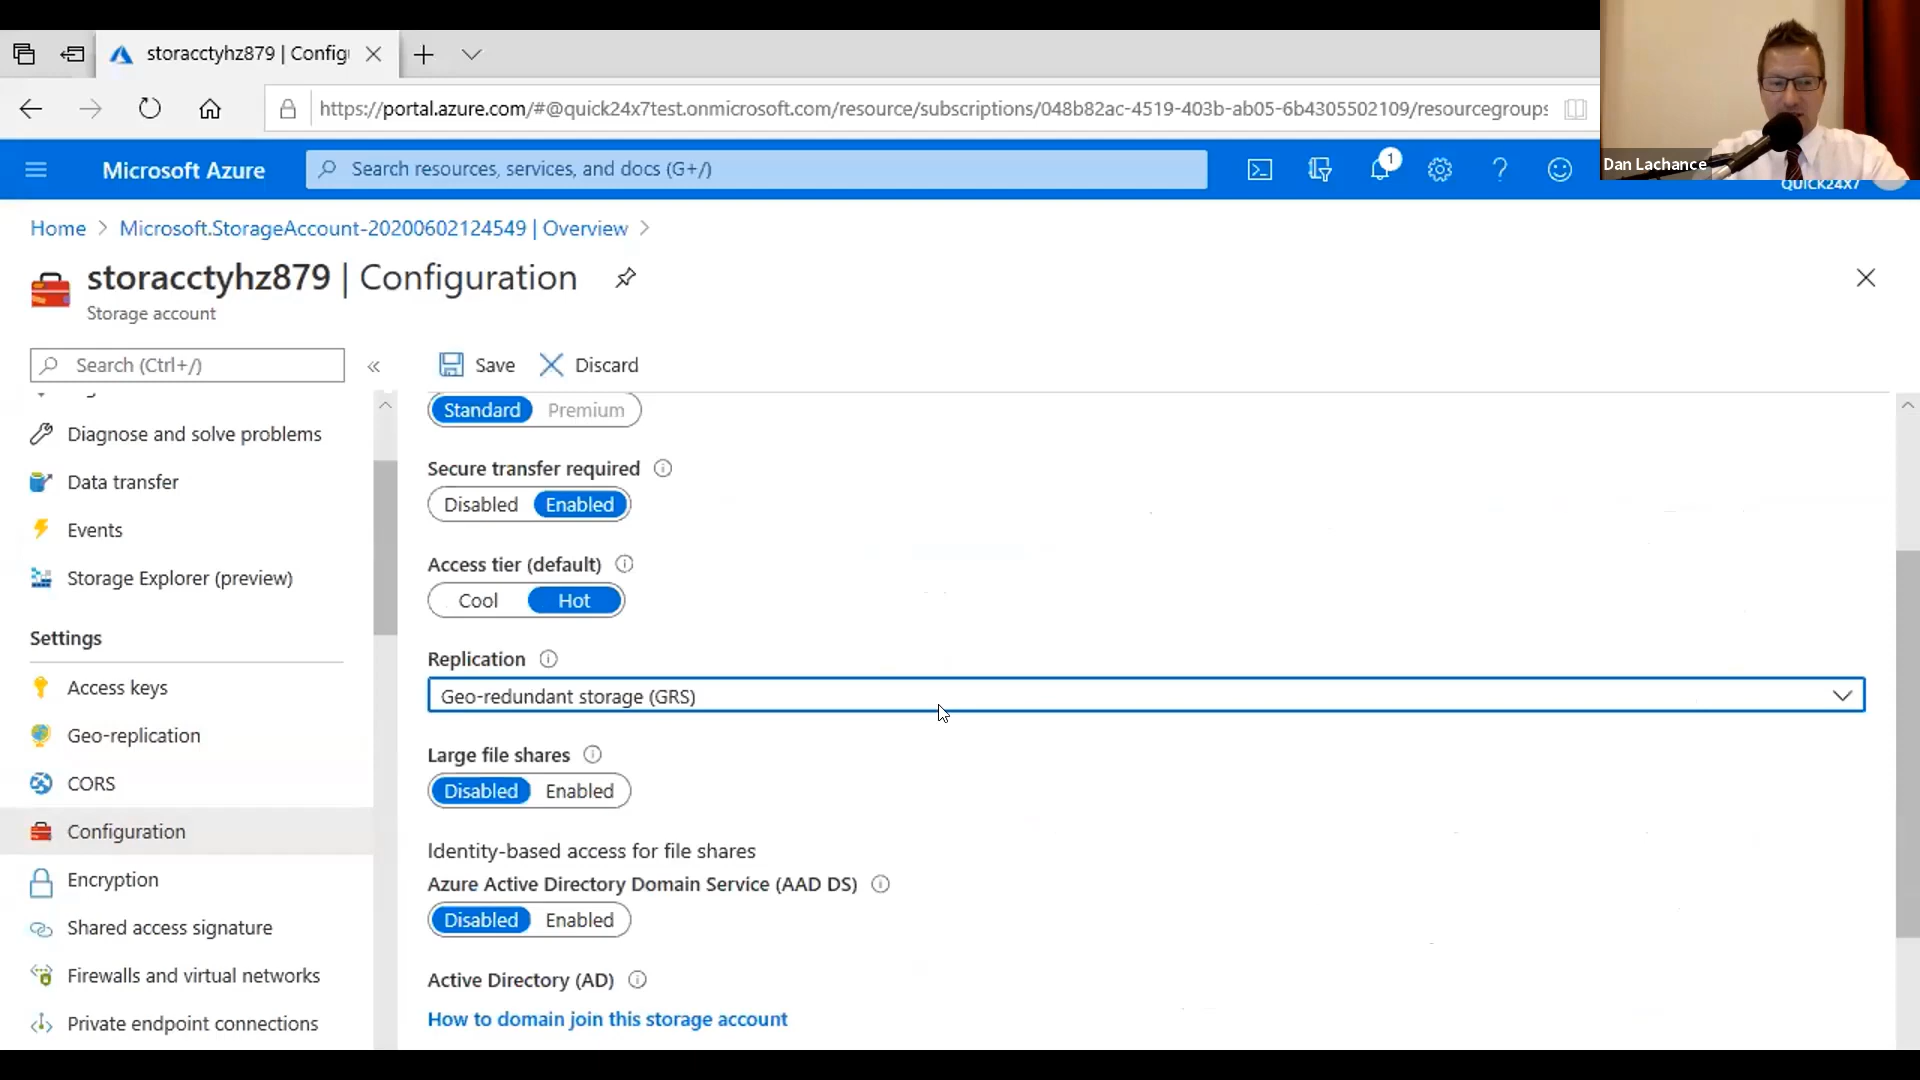 storacctyhz879 | Config
https://portal.azure.com/#@quick24x7test.onmicrosoft.com/resource/subscriptions/048b82ac-4519-403b-ab05-6b4305502109/resourcegroups
Microsoft Azure
Search resources, services, and docs (G+/)
1
Dan Lachance
QUICK24X7
Home > Microsoft.StorageAccount-20200602124549 | Overview >
storacctyhz879 | Configuration
Storage account
Search (Ctrl+/)
Save
Discard
Diagnose and solve problems
Data transfer
Events
Storage Explorer (preview)
Settings
Access keys
Geo-replication
CORS
Configuration
Encryption
Shared access signature
Firewalls and virtual networks
Private endpoint connections
Standard Premium
Secure transfer required
Disabled Enabled
Access tier (default)
Cool Hot
Replication
Geo-redundant storage (GRS)
Large file shares
Disabled Enabled
Identity-based access for file shares
Azure Active Directory Domain Service (AAD DS)
Disabled Enabled
Active Directory (AD)
How to domain join this storage account